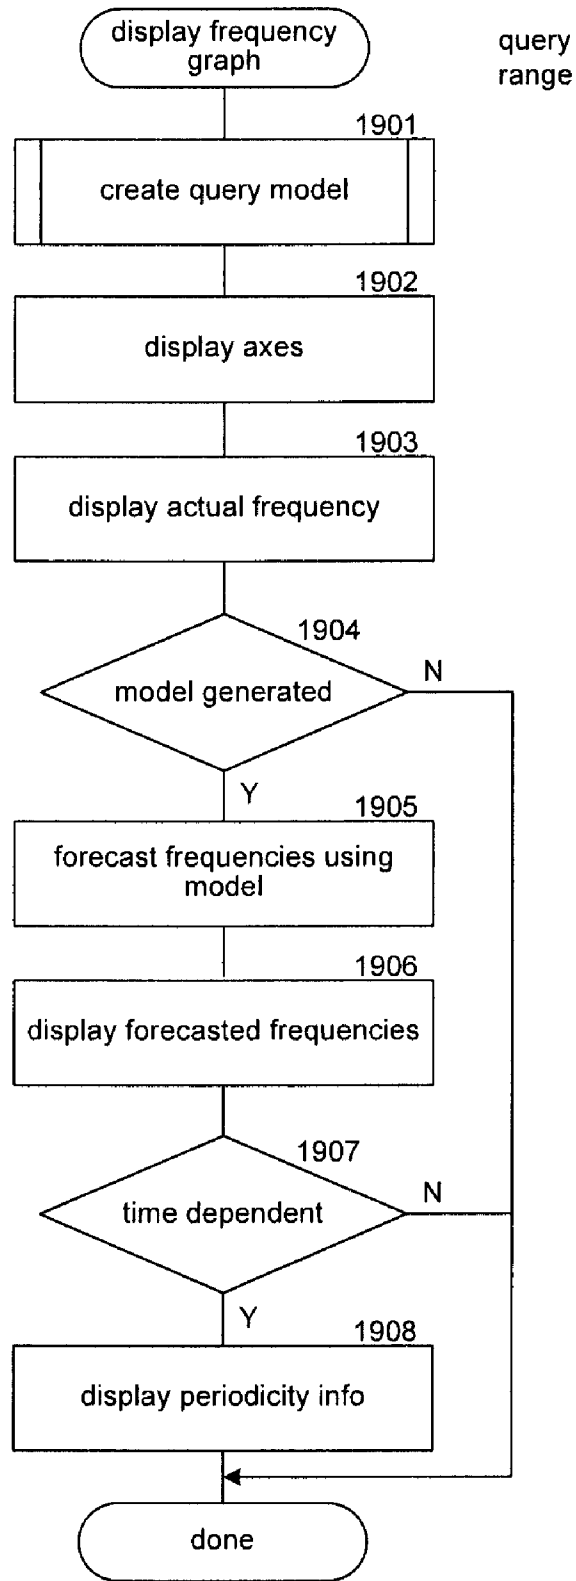 display frequency
graph
query
range
1901
create query model
1902
display axes
1903
display actual frequency
1904
model generated
N
Y
1905
forecast frequencies using
model
1906
display forecasted frequencies
1907
time dependent
N
Y
1908
display periodicity info
done